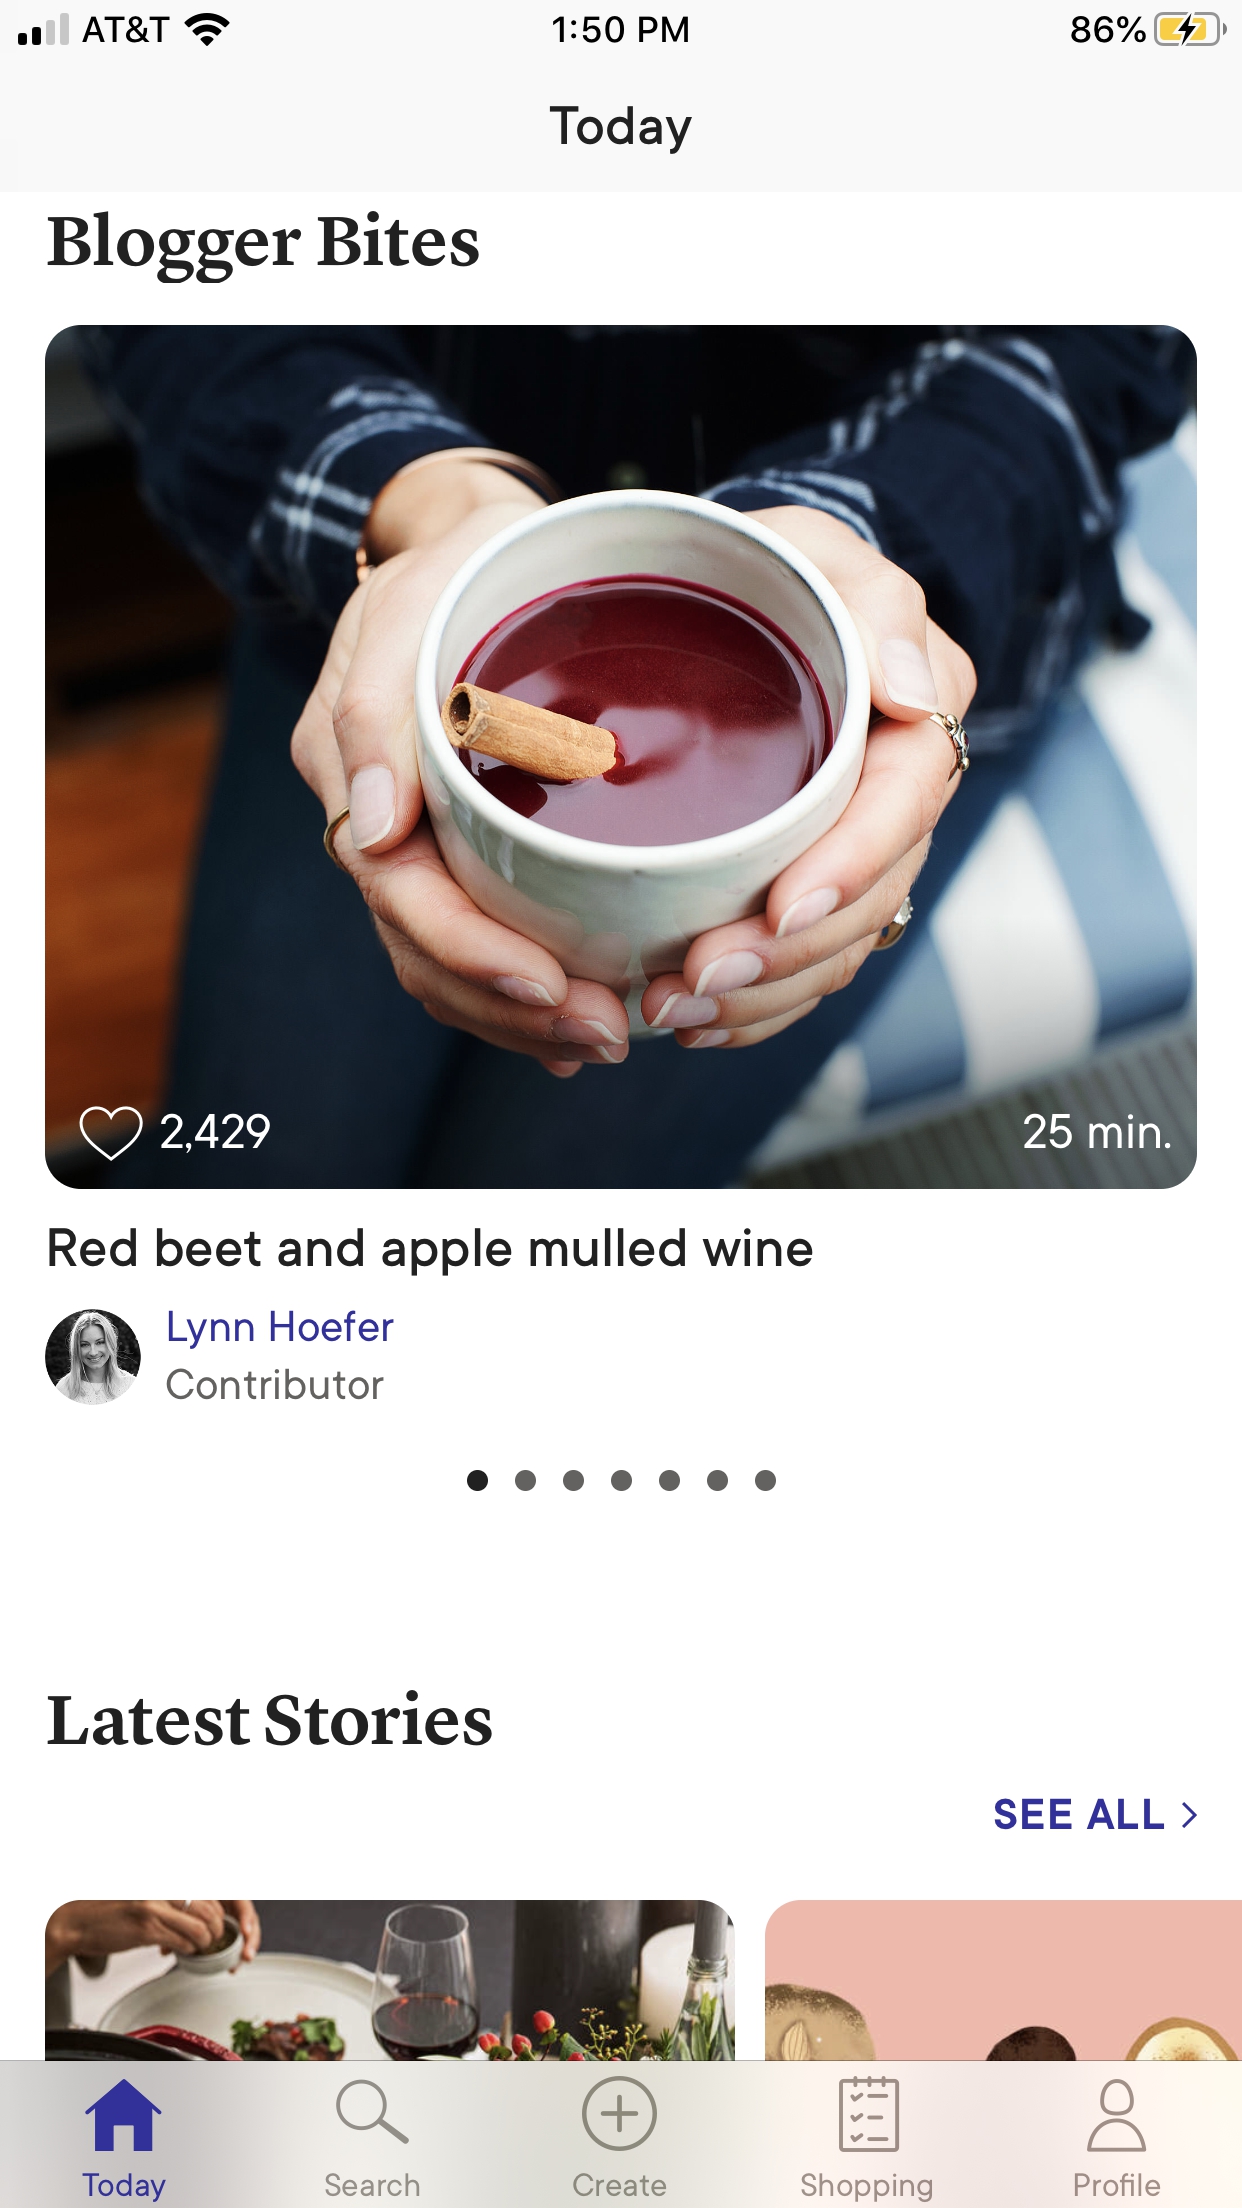 AT&T 1:50 PM 86%
Today
Blogger Bites
2,429 25 min.
Red beet and apple mulled wine
Lynn Hoefer
Contributor
Latest Stories
SEE ALL
Today Search Create Shopping Profile